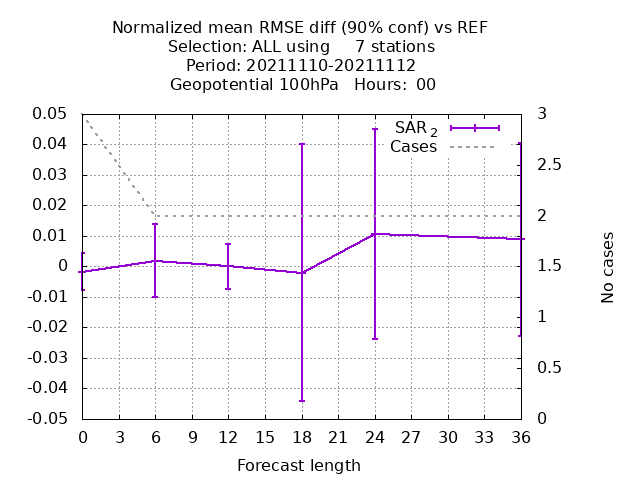 Normalized mean RMSE diff (90% conf) vs REF
Selection: ALL using     7 stations
Period: 20211110-20211112
Geopotential 100hPa   Hours:  00
SAR 2
Cases
0.05
0.04
0.03
0.02
0.01
0
-0.01
-0.02
-0.03
-0.04
-0.05
3
2.5
2
1.5
1
0.5
0
No cases
0 3 6 9 12 15 18 21 24 27 30 33 36
Forecast length